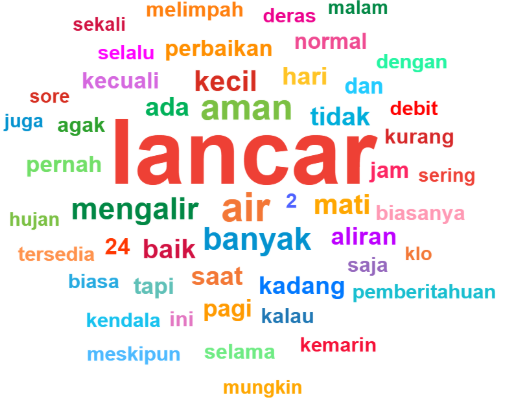 melimpah deras malam
sekali
selalu perbaikan normal
dengan
kecuali kecil hari dan
sore
ada aman tidak debit
juga agak
lancar kurang
pernah jam sering
mengalir air 2 mati biasanya
hujan
tersedia 24 baik banyak aliran klo
saja
biasa tapi saat kadang pemberitahuan
kendala ini pagi kalau
meskipun selama kemarin
mungkin